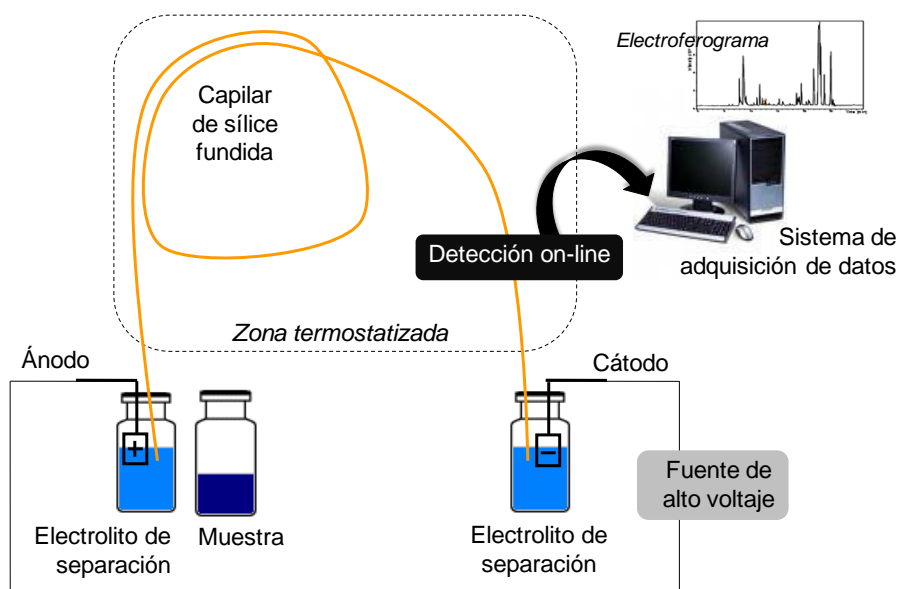 Electroferograma
Capilar
de sílice
fundida
Detección on-line
Sistema de
adquisición de datos
Zona termostatizada
Ánodo
Cátodo
+
−
Fuente de
alto voltaje
Electrolito de
separación
Muestra
Electrolito de
separación